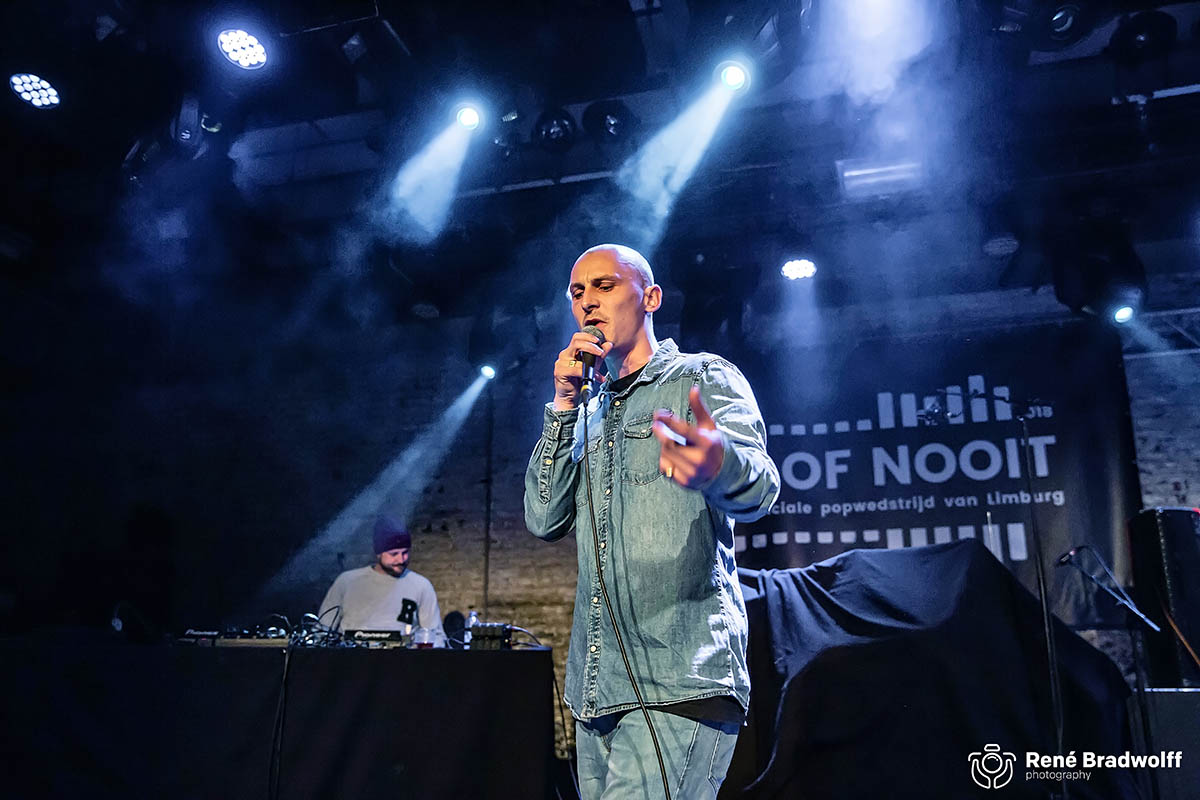 2018
OF NOOIT
ciale popwedstrijd van Limburg
Pioneer
René Bradwolff
photography